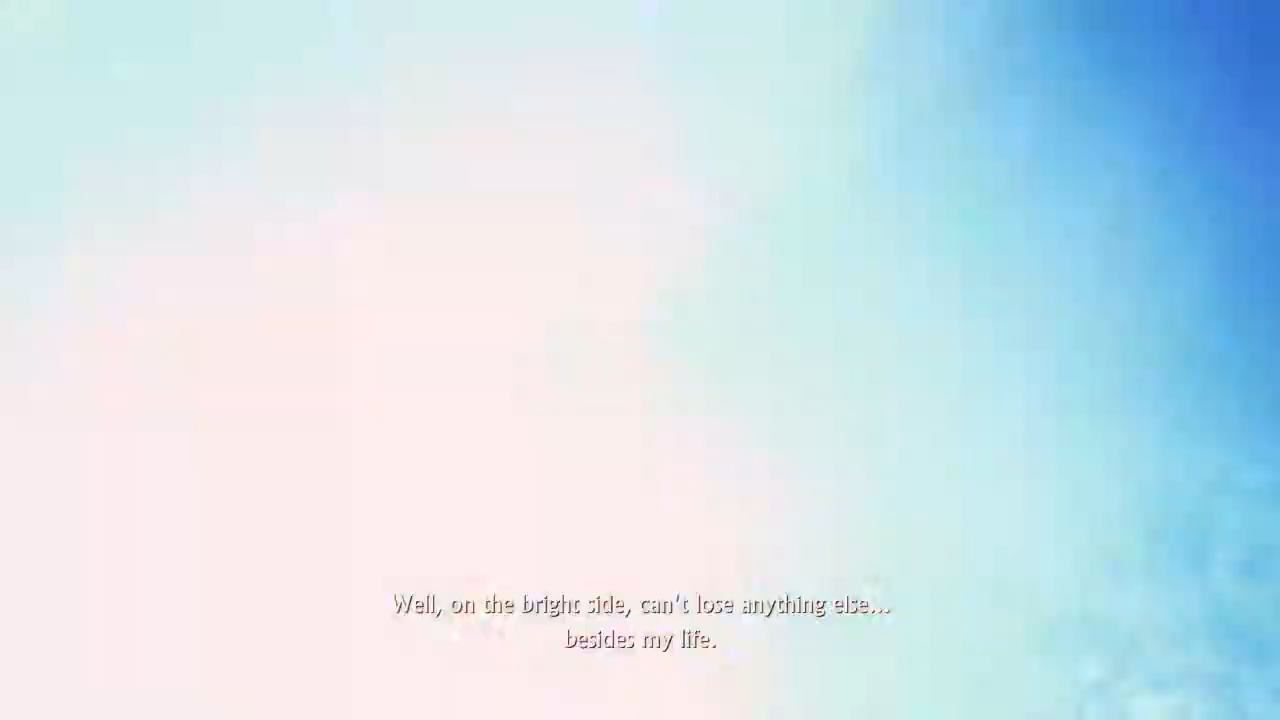 Well, on the bright side, can't lose anything else...
besides my life.